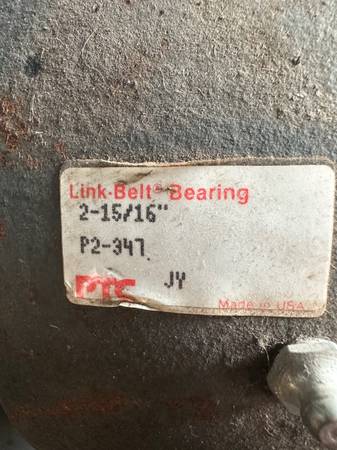 Link-Belt® Bearing
2-15/16"
P2-347
PTC JY
Made in USA